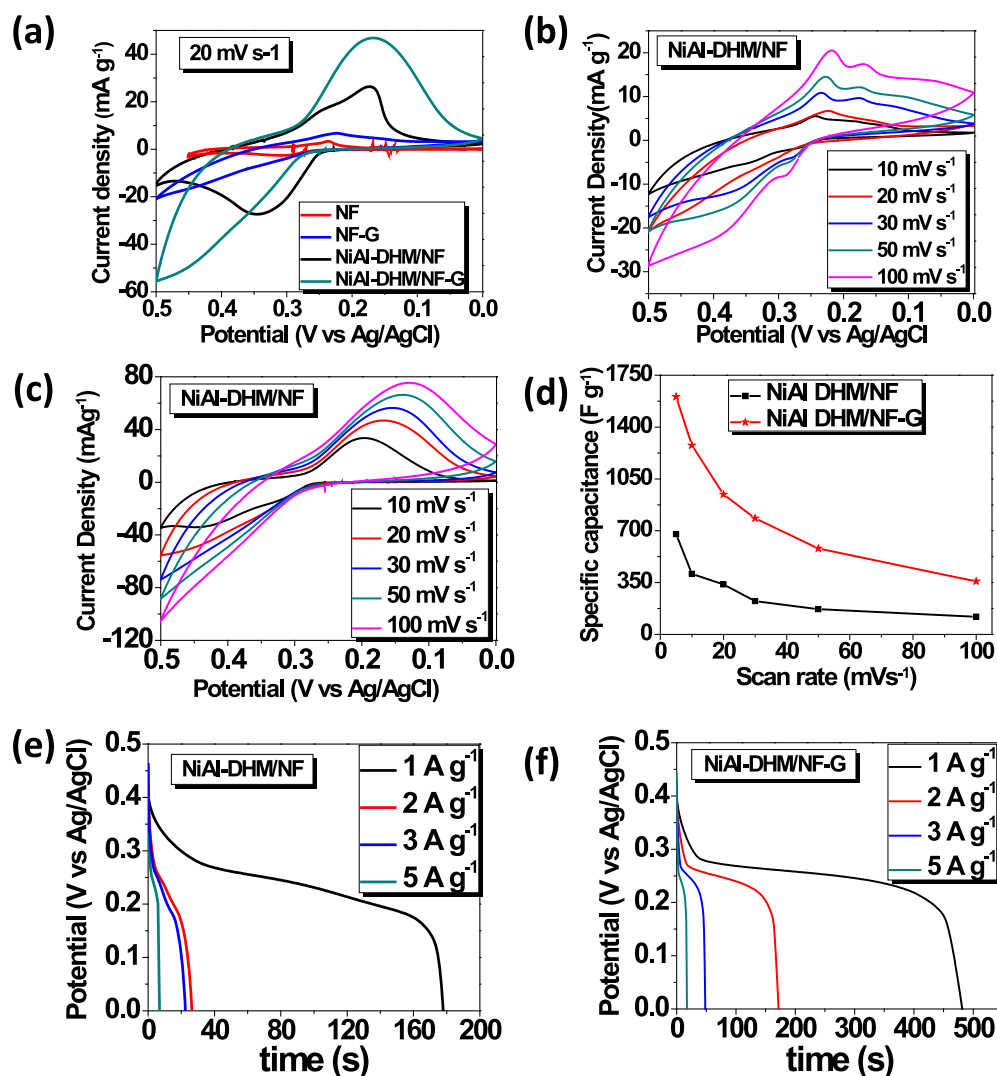 (a)
20 mV s-1
Current density (mA g-1)
40
20
0
-20
-40
-60
0.5 0.4 0.3 0.2 0.1 0.0
Potential (V vs Ag/AgCl)
NF
NF-G
NiAl-DHM/NF
NiAl-DHM/NF-G
(b)
NiAl-DHM/NF
Current Density(mA g-1)
20
10
0
-10
-20
-30
0.5 0.4 0.3 0.2 0.1 0.0
Potential (V vs Ag/AgCl
10 mV s-1
20 mV s-1
30 mV s-1
50 mV s-1
100 mV s-1
(c)
NiAl-DHM/NF
Current Density (mAg-1)
80
40
0
-40
-80
-120
0.5 0.4 0.3 0.2 0.1 0.0
Potential (V vs Ag/AgCl)
10 mV s-1
20 mV s-1
30 mV s-1
50 mV s-1
100 mV s-1
(d)
Specific capacitance (F g-1)
1750
1400
1050
700
350
0
0 20 40 60 80 100
Scan rate (mVs-1)
NiAl DHM/NF
NiAl DHM/NF-G
(e)
NiAl-DHM/NF
Potential (V vs Ag/AgCl)
0.5
0.4
0.3
0.2
0.1
0.0
0 40 80 120 160 200
time (s)
1 A g-1
2 A g-1
3 A g-1
5 A g-1
(f)
NiAl-DHM/NF-G
Potential (V vs Ag/AgCl)
0.5
0.4
0.3
0.2
0.1
0.0
0 100 200 300 400 500
time (s)
1 A g-1
2 A g-1
3 A g-1
5 A g-1